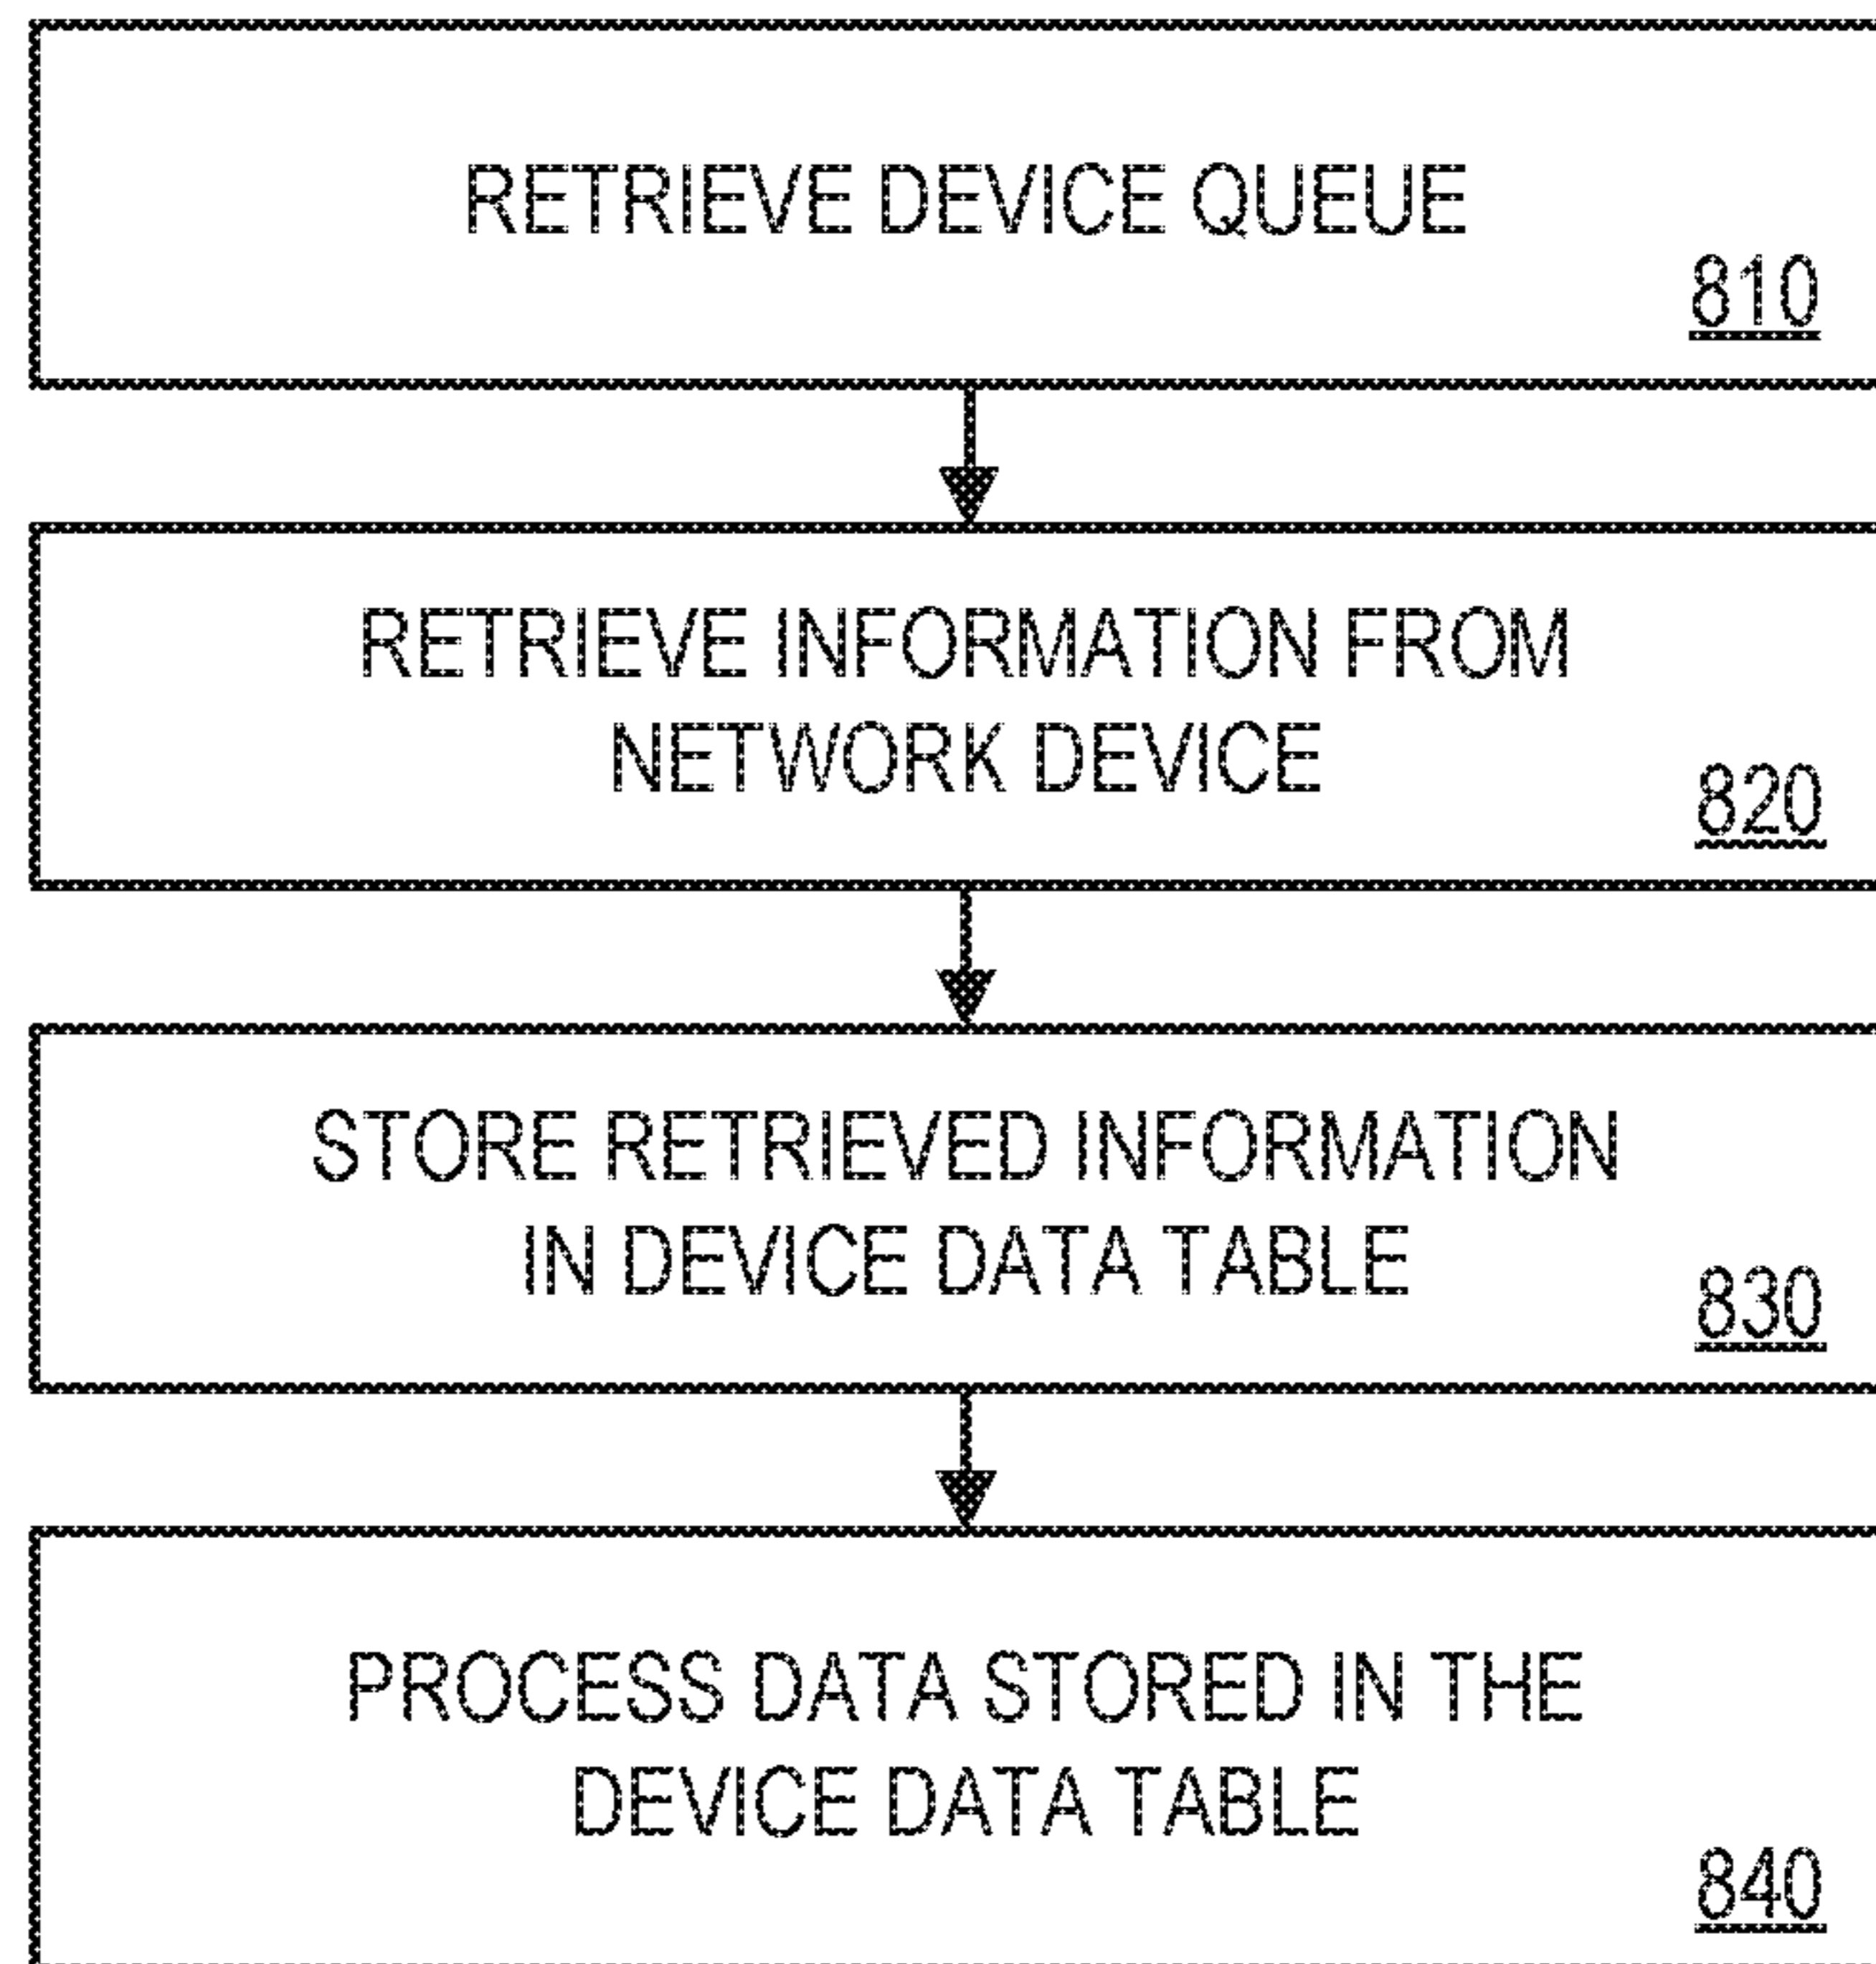 RETRIEVE DEVICE QUEUE
810
RETRIEVE INFORMATION FROM
NETWORK DEVICE
820
STORE RETRIEVED INFORMATION
IN DEVICE DATA TABLE
830
PROCESS DATA STORED IN THE
DEVICE DATA TABLE
840